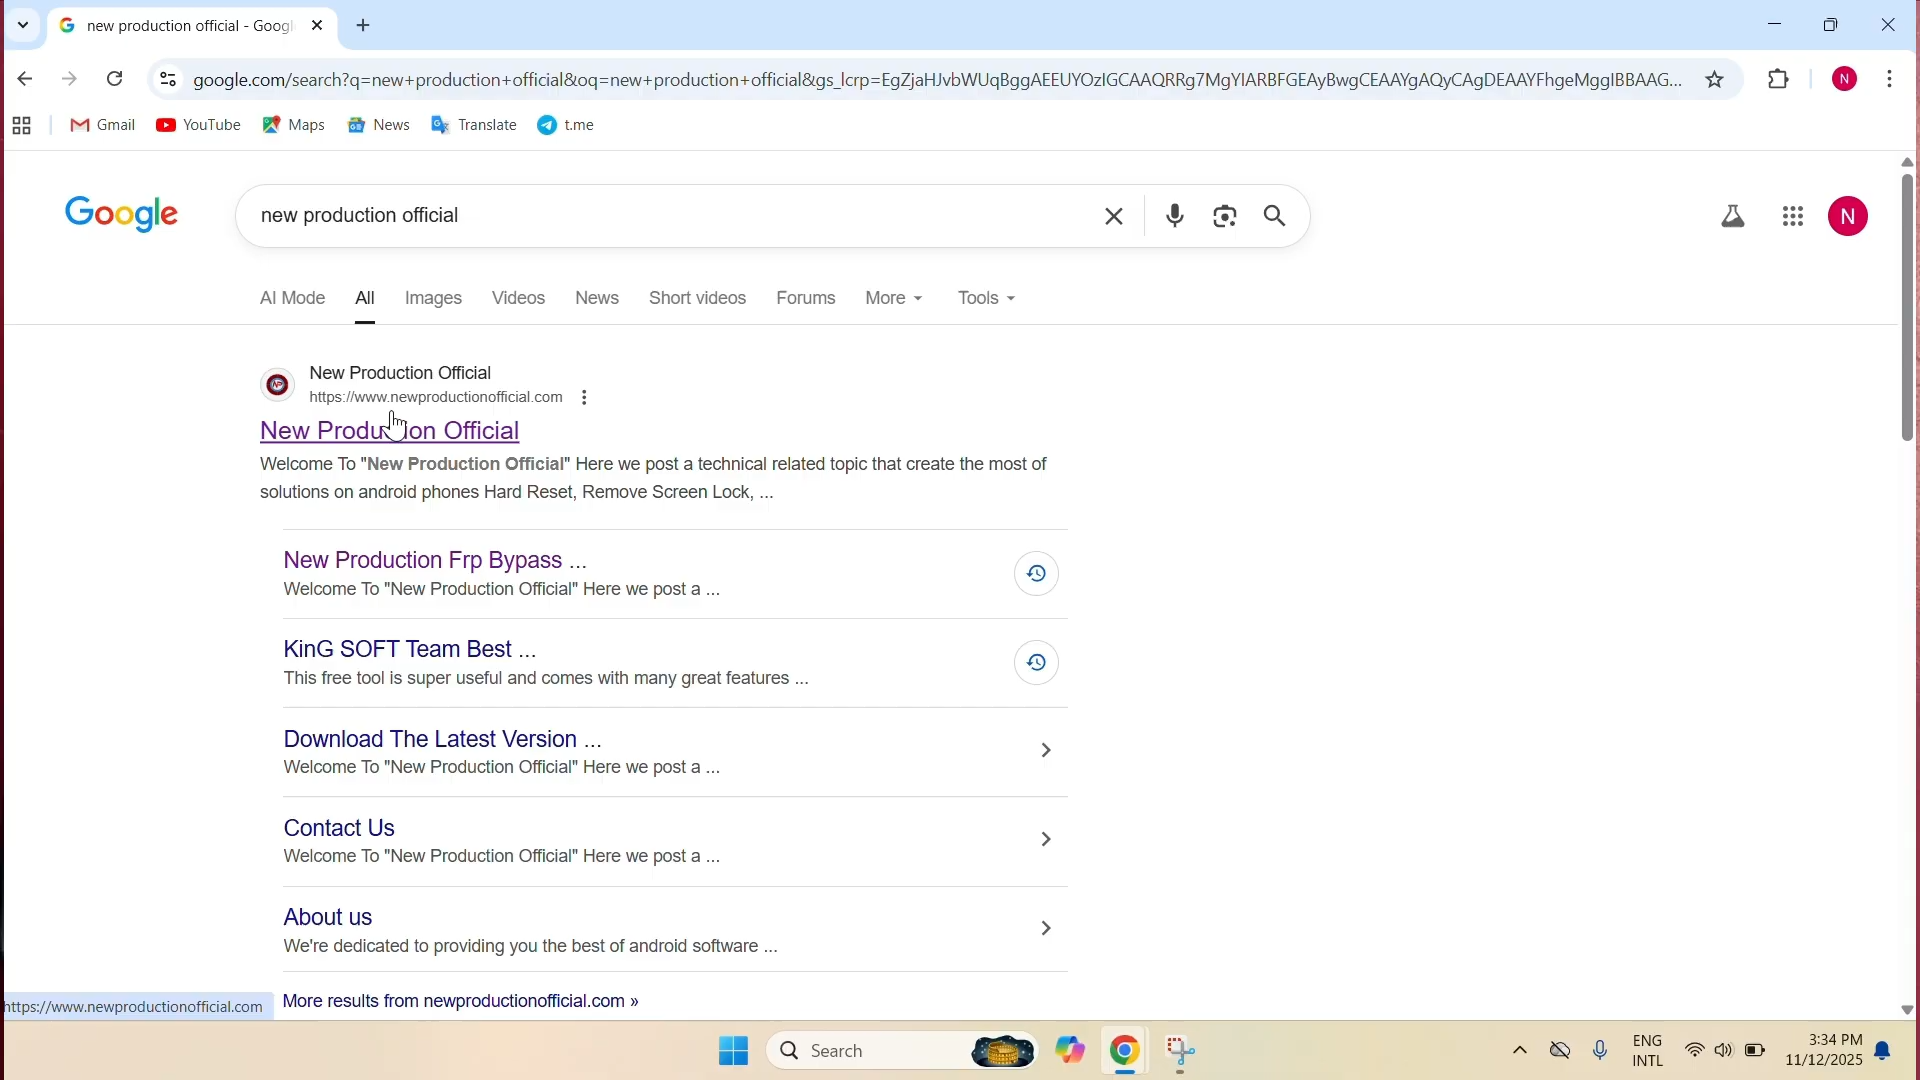 new production official - Googl
google.com/search?q=new+production+official&oq=new+production+official&gs_lcrp=EgZjaHJvbWUqBggAEEUYOzIGCAAQRRg7MgYIARBFGEAyBwgCEAAYgAQyCAgDEAAYFhgeMggIBBAAG...
N
Gmail
YouTube
Maps
News
Translate
t.me
Google
new production official
N
AI Mode
All
Images
Videos
News
Short videos
Forums
More
Tools
New Production Official
https://www.newproductionofficial.com
New Production Official
Welcome To "New Production Official" Here we post a technical related topic that create the most of
solutions on android phones Hard Reset, Remove Screen Lock, ...
New Production Frp Bypass ...
Welcome To "New Production Official" Here we post a ...
KinG SOFT Team Best ...
This free tool is super useful and comes with many great features ...
Download The Latest Version ...
Welcome To "New Production Official" Here we post a ...
Contact Us
Welcome To "New Production Official" Here we post a ...
About us
We're dedicated to providing you the best of android software ...
More results from newproductionofficial.com »
https://www.newproductionofficial.com
Search
ENG
INTL
3:34 PM
11/12/2025